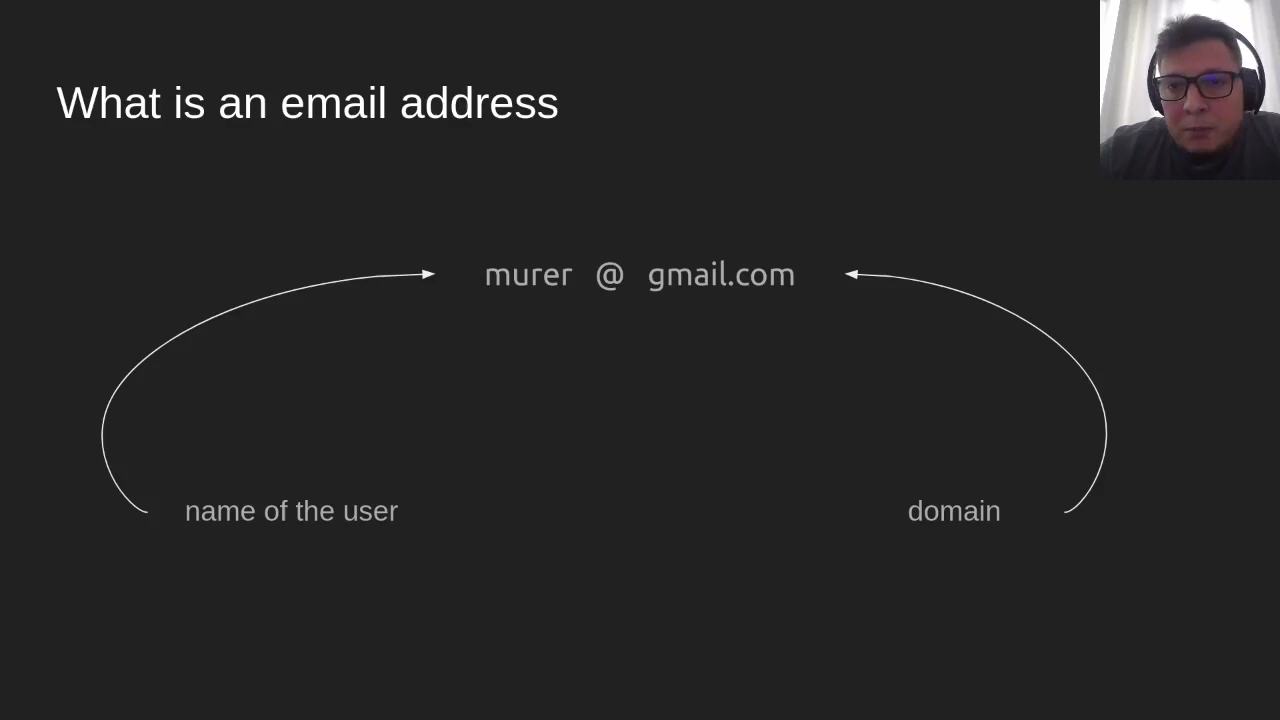 What is an email address
murer @ gmail.com
name of the user
domain